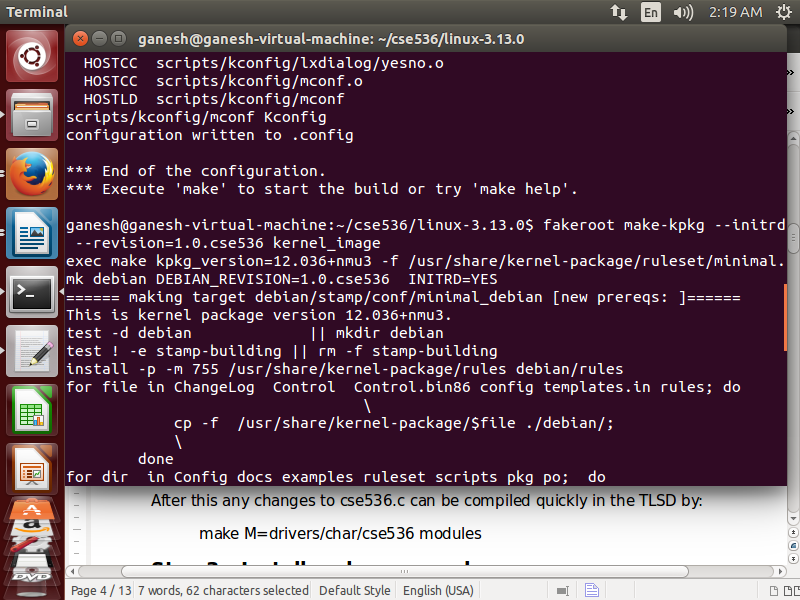 Terminal
En
2:19 AM
ganesh@ganesh-virtual-machine: ~/cse536/linux-3.13.0
HOSTCC  scripts/kconfig/lxdialog/yesno.o
HOSTCC  scripts/kconfig/mconf.o
HOSTLD  scripts/kconfig/mconf
scripts/kconfig/mconf Kconfig
configuration written to .config
*** End of the configuration.
*** Execute 'make' to start the build or try 'make help'.
ganesh@ganesh-virtual-machine:~/cse536/linux-3.13.0$ fakeroot make-kpkg --initrd
--revision=1.0.cse536 kernel_image
exec make kpkg_version=12.036+nmu3 -f /usr/share/kernel-package/ruleset/minimal.
mk debian DEBIAN_REVISION=1.0.cse536  INITRD=YES
====== making target debian/stamp/conf/minimal_debian [new prereqs: ]======
This is kernel package version 12.036+nmu3.
test -d debian             || mkdir debian
test ! -e stamp-building || rm -f stamp-building
install -p -m 755 /usr/share/kernel-package/rules debian/rules
for file in ChangeLog  Control  Control.bin86 config templates.in rules; do
\
cp -f  /usr/share/kernel-package/$file ./debian/;
\
done
for dir  in Config docs examples ruleset scripts pkg po;  do
After this any changes to cse536.c can be compiled quickly in the TLSD by:
make M=drivers/char/cse536 modules
Page 4 / 13
7 words, 62 characters selected
Default Style
English (USA)